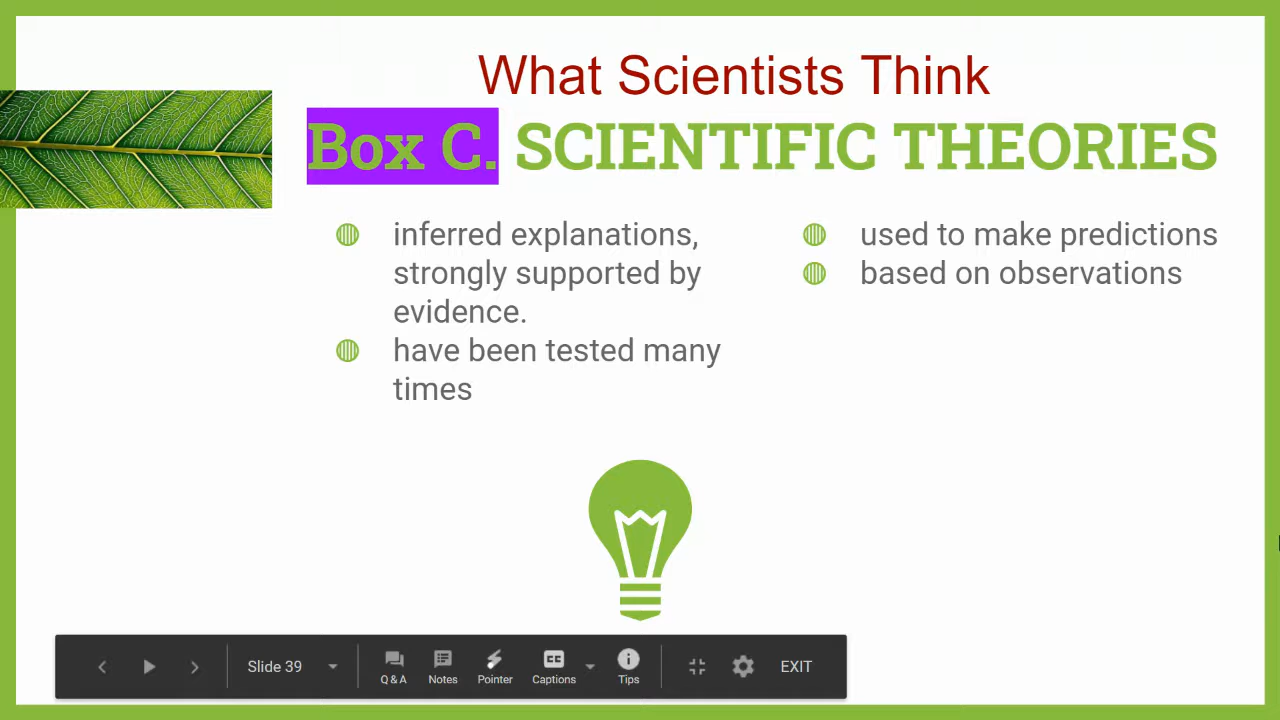 What Scientists Think
Box C. SCIENTIFIC THEORIES
inferred explanations,
strongly supported by
evidence.
have been tested many
times
used to make predictions
based on observations
Slide 39
Q & A
Notes
Pointer
CC
Captions
Tips
EXIT